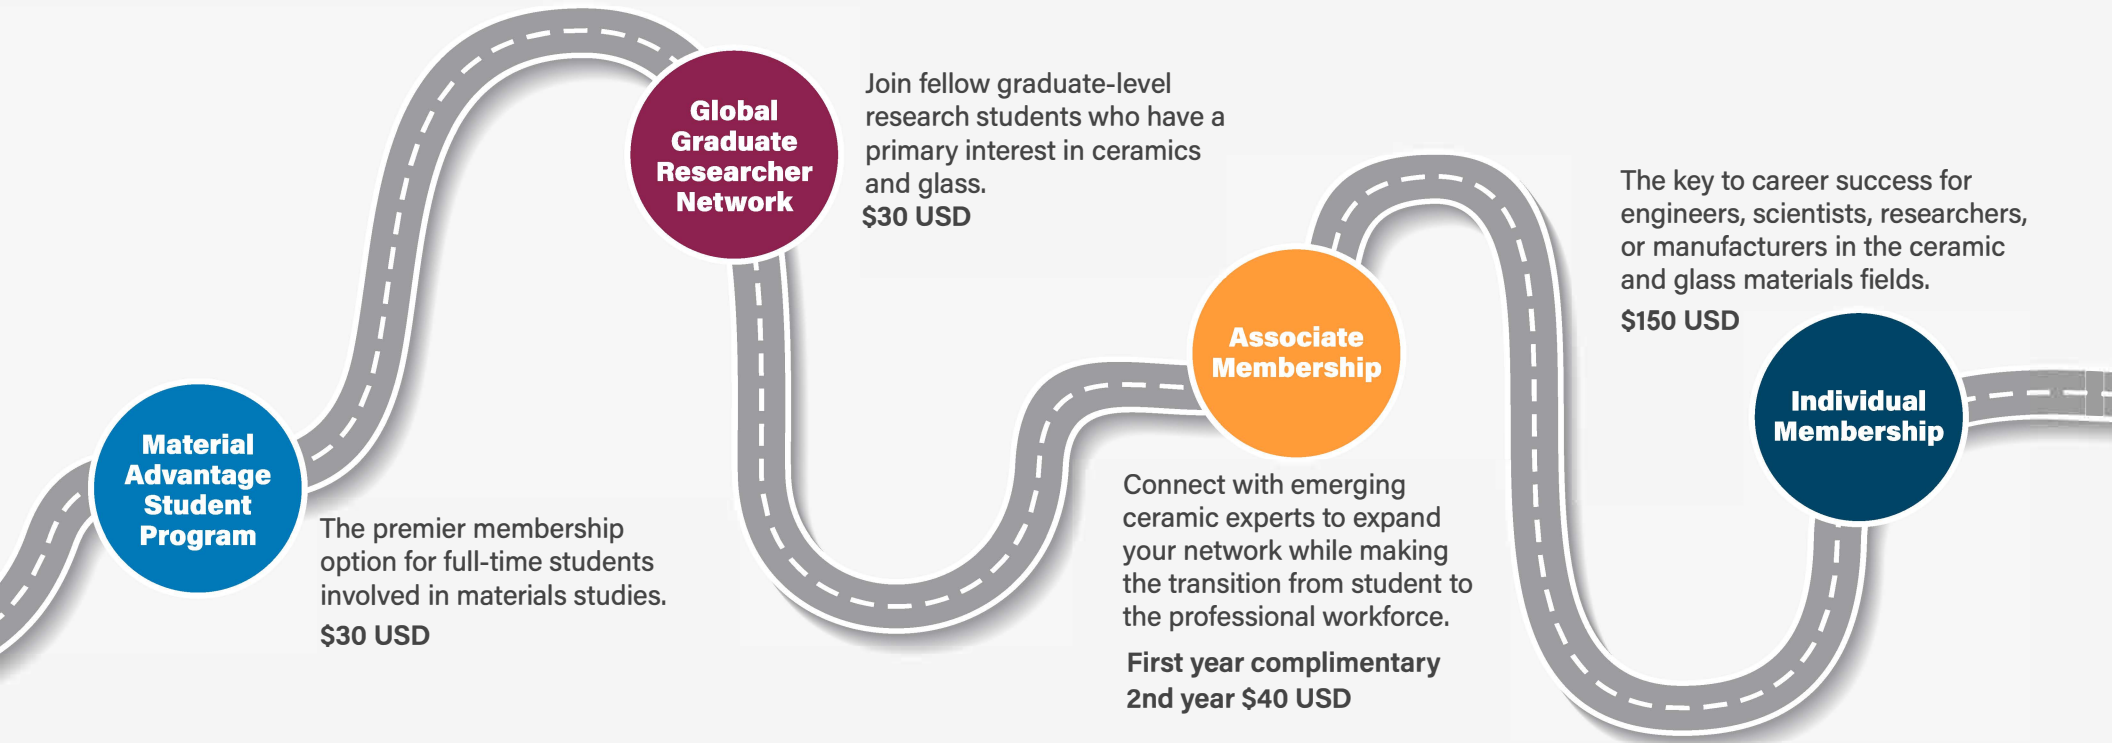 Material
Advantage
Student
Program
The premier membership
option for full-time students
involved in materials studies.
$30 USD
Global
Graduate
Researcher
Network
Join fellow graduate-level
research students who have a
primary interest in ceramics
and glass.
$30 USD
Associate
Membership
Connect with emerging
ceramic experts to expand
your network while making
the transition from student to
the professional workforce.
First year complimentary
2nd year $40 USD
The key to career success for
engineers, scientists, researchers,
or manufacturers in the ceramic
and glass materials fields.
$150 USD
Individual
Membership